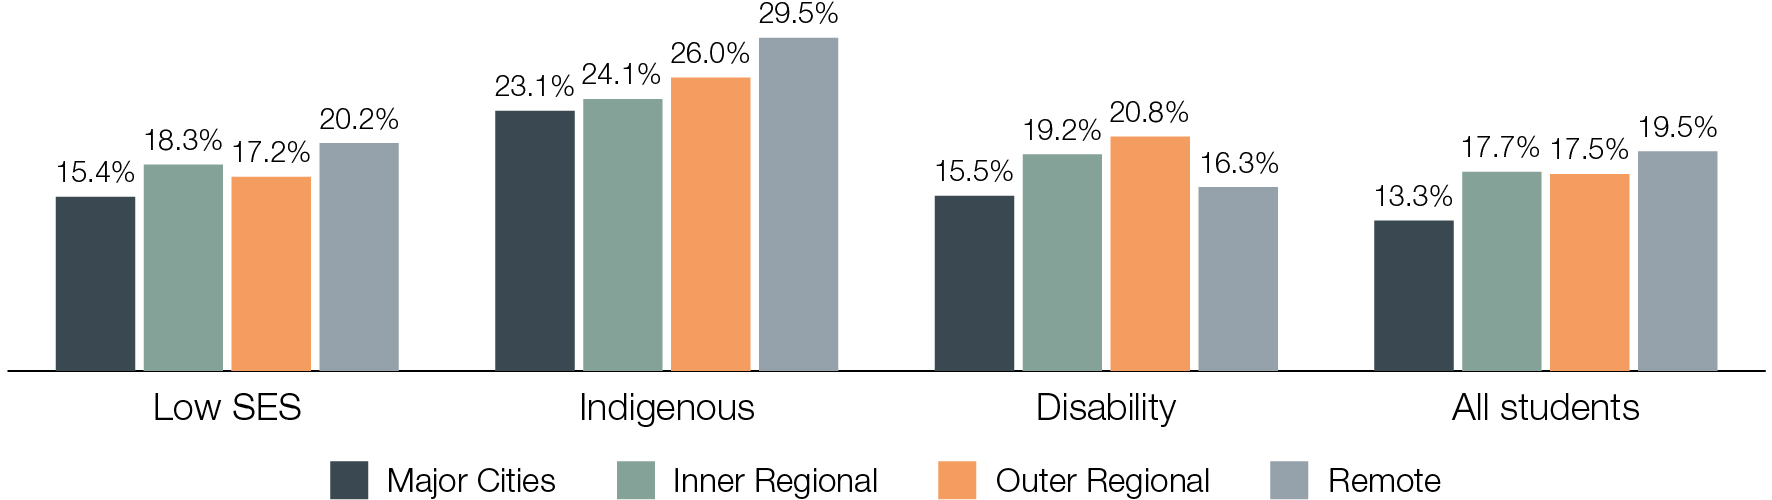 29.5%
26.0%
23.1% 24.1%
20.2% 20.8%
18.3% 19.2% 17.7% 17.5% 19.5%
15.4% 17.2% 15.5% 16.3%
13.3%
Low SES Indigenous Disability All students
Major Cities Inner Regional Outer Regional Remote